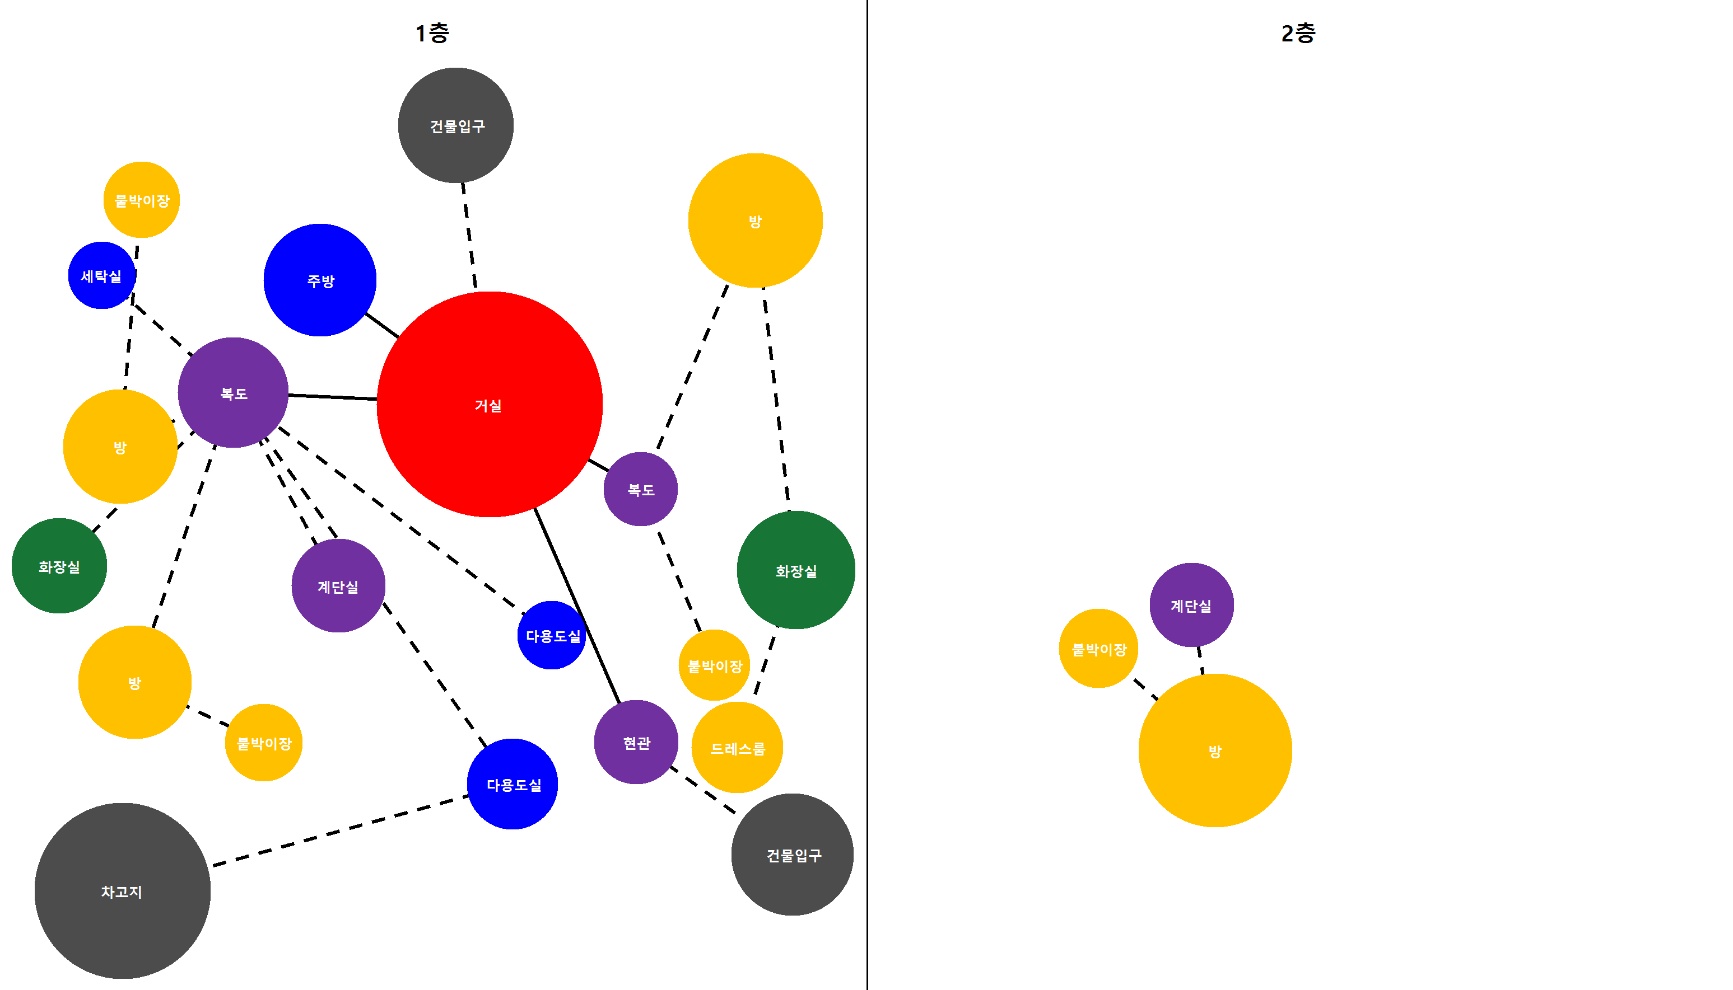 1층
건물입구
붙박이장
방
세탁실
주방
복도
거실
방
복도
화장실
화장실
계단실
다용도실
붙박이장
방
붙박이장
현관
드레스룸
다용도실
건물입구
차고지
2층
계단실
붙박이장
방